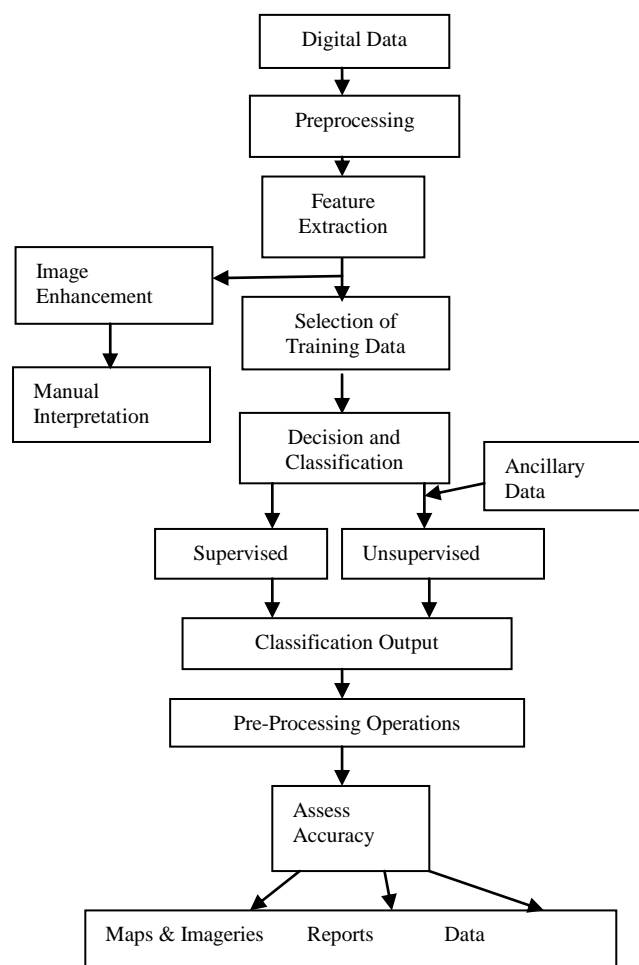 Digital Data
Preprocessing
Feature
Extraction
Image
Enhancement
Selection of
Training Data
Manual
Interpretation
Decision and
Classification
Ancillary
Data
Supervised
Unsupervised
Classification Output
Pre-Processing Operations
Assess
Accuracy
Maps & Imageries Reports Data